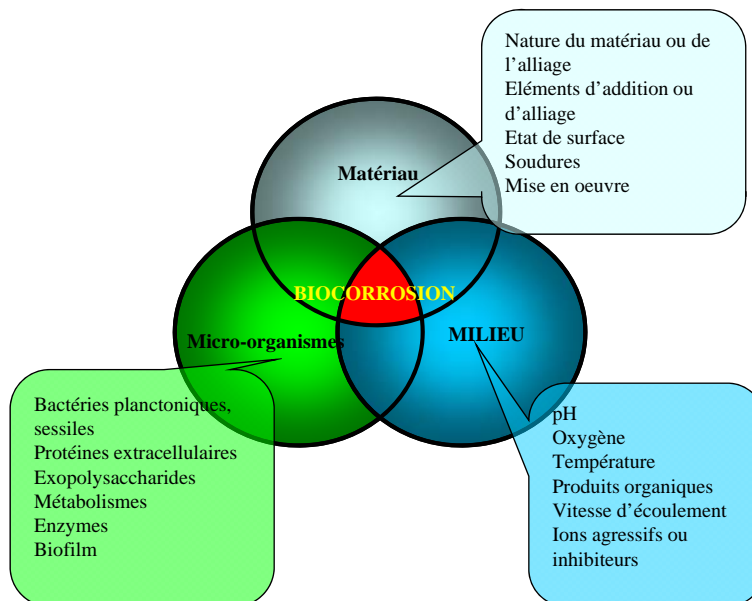 Nature du matériau ou de
l’alliage
Eléments d’addition ou
d’alliage
Etat de surface
Soudures
Mise en oeuvre
Matériau
BIOCORROSION
Micro-organismes
MILIEU
Bactéries planctoniques,
sessiles
Protéines extracellulaires
Exopolysaccharides
Métabolismes
Enzymes
Biofilm
pH
Oxygène
Température
Produits organiques
Vitesse d’écoulement
Ions agressifs ou
inhibiteurs